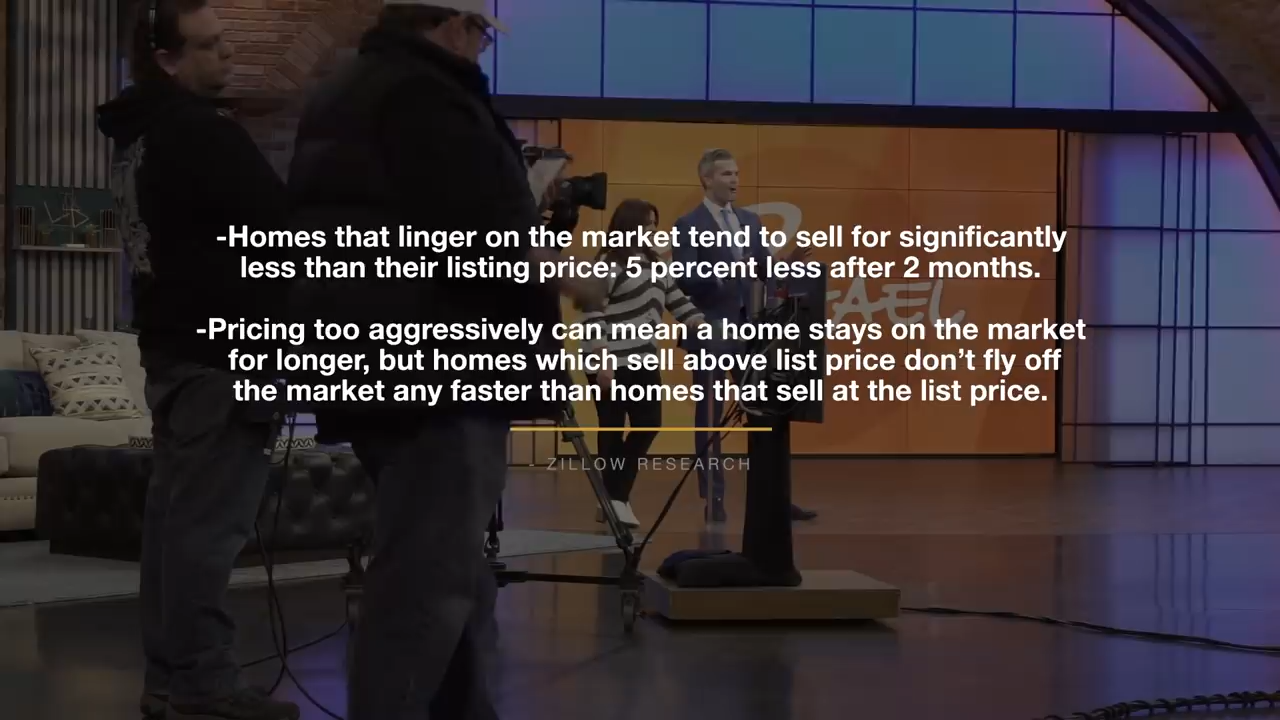 -Homes that linger on the market tend to sell for significantly
less than their listing price: 5 percent less after 2 months.
-Pricing too aggressively can mean a home stays on the market
for longer, but homes which sell above list price don’t fly off
the market any faster than homes that sell at the list price.
- ZILLOW RESEARCH